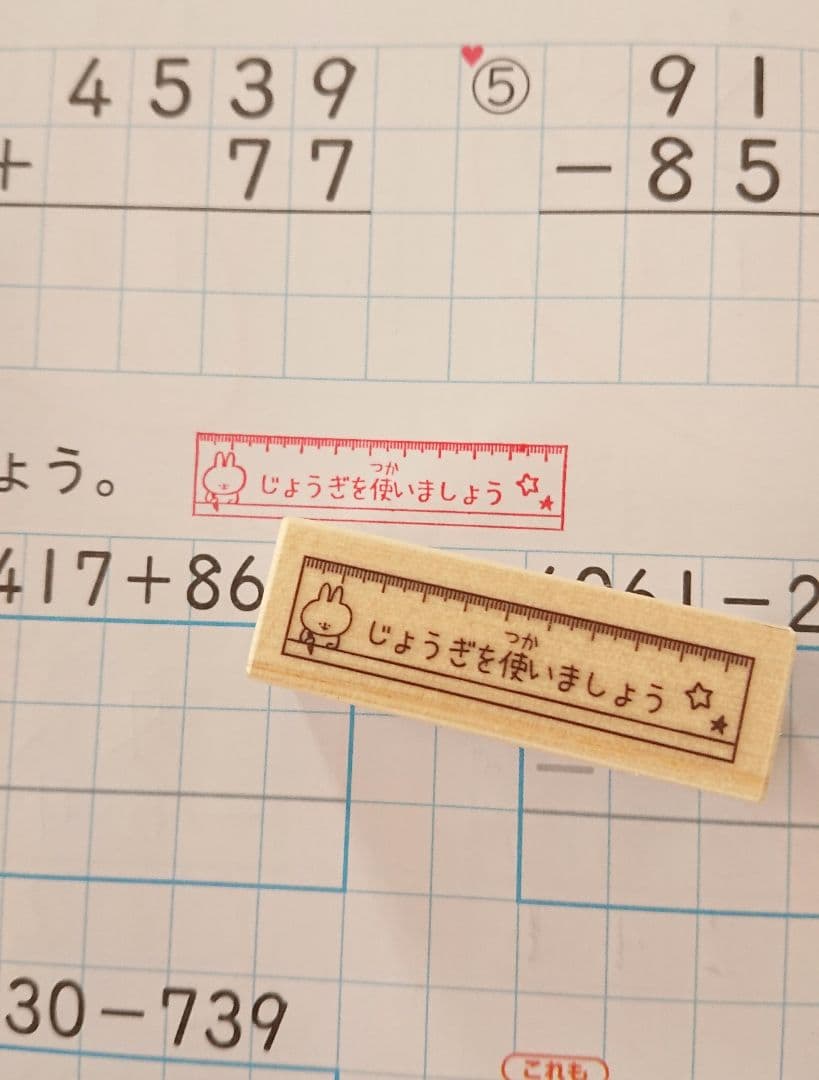 4539
+ 77
⑤ 91
− 85
ょう。
つか
じょうぎを使いましょう
417+86
−2
つか
じょうぎを使いましょう
30−739
これも